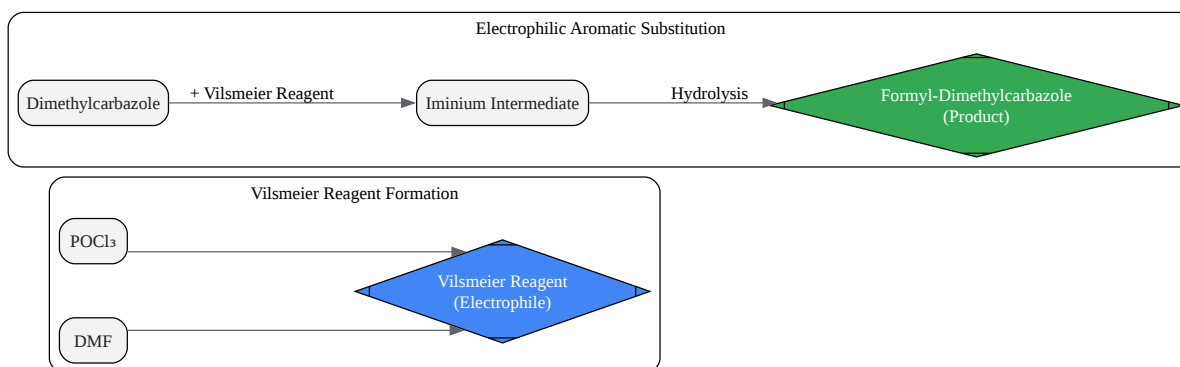 Electrophilic Aromatic Substitution
Dimethylcarbazole
+ Vilsmeier Reagent
Iminium Intermediate
Hydrolysis
Formyl-Dimethylcarbazole
(Product)
Vilsmeier Reagent Formation
POCl₃
Vilsmeier Reagent
(Electrophile)
DMF